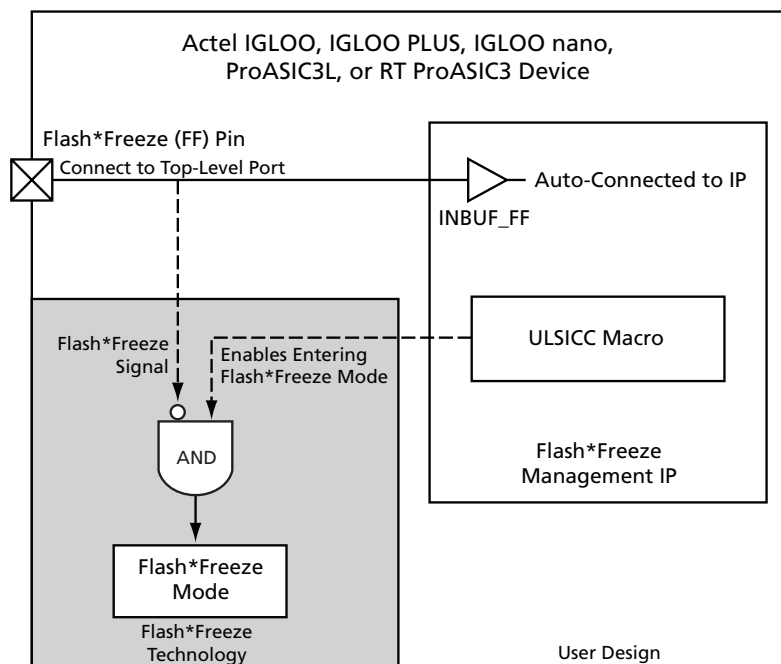 Actel IGLOO, IGLOO PLUS, IGLOO nano,
ProASIC3L, or RT ProASIC3 Device
Flash*Freeze (FF) Pin
Connect to Top-Level Port
Auto-Connected to IP
INBUF_FF
ULSICC Macro
Flash*Freeze
Signal
Enables Entering
Flash*Freeze Mode
AND
Flash*Freeze
Management IP
Flash*Freeze
Mode
Flash*Freeze
Technology
User Design